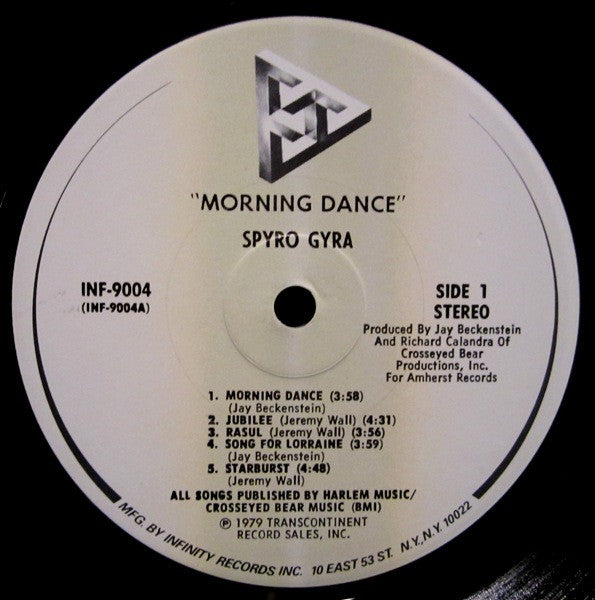 "MORNING DANCE"
SPYRO GYRA
INF-9004
(INF-9004A)
SIDE 1
STEREO
Produced By Jay Beckenstein
And Richard Calandra Of
Crosseyed Bear
Productions, Inc.
For Amherst Records
1. MORNING DANCE (3:58)
(Jay Beckenstein)
2. JUBILEE (Jeremy Wall) (4:31)
3. RASUL (Jeremy Wall) (3:56)
4. SONG FOR LORRAINE (3:59)
(Jay Beckenstein)
5. STARBURST (4:48)
(Jeremy Wall)
ALL SONGS PUBLISHED BY HARLEM MUSIC/
CROSSEYED BEAR MUSIC (BMI)
℗ 1979 TRANSCONTINENT
RECORD SALES, INC.
MFG. BY INFINITY RECORDS INC. 10 EAST 53 ST. N.Y., N.Y. 10022